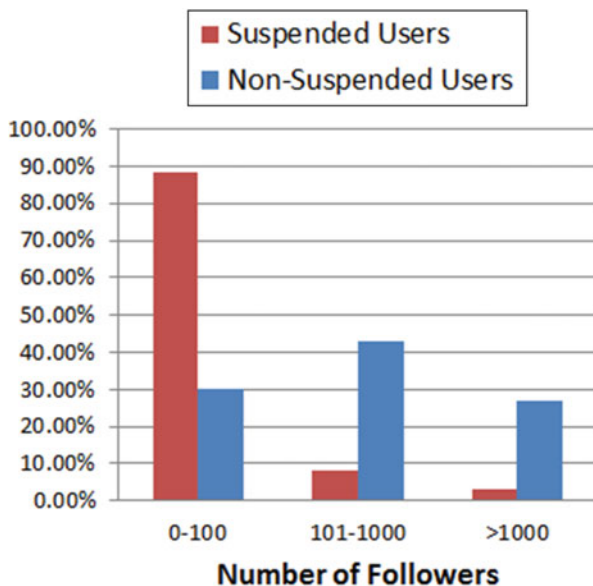 Suspended Users
Non-Suspended Users
100.00%
90.00%
80.00%
70.00%
60.00%
50.00%
40.00%
30.00%
20.00%
10.00%
0.00%
0-100 101-1000 >1000
Number of Followers